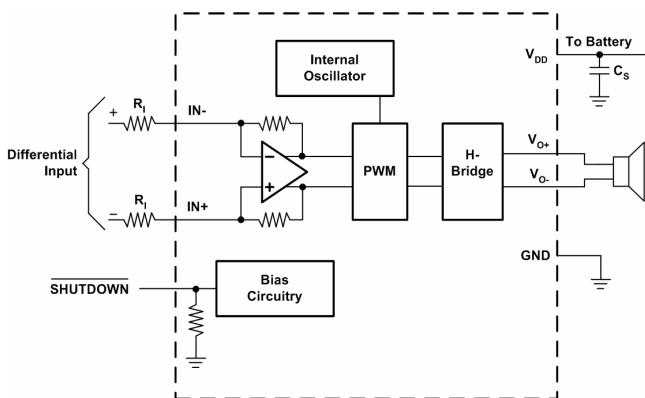 Internal
Oscillator
V_DD
To Battery
C_S
+
R_I
IN-
Differential
Input
−
+
PWM
H-
Bridge
V_O+
V_O-
−
R_I
IN+
GND
SHUTDOWN
Bias
Circuitry